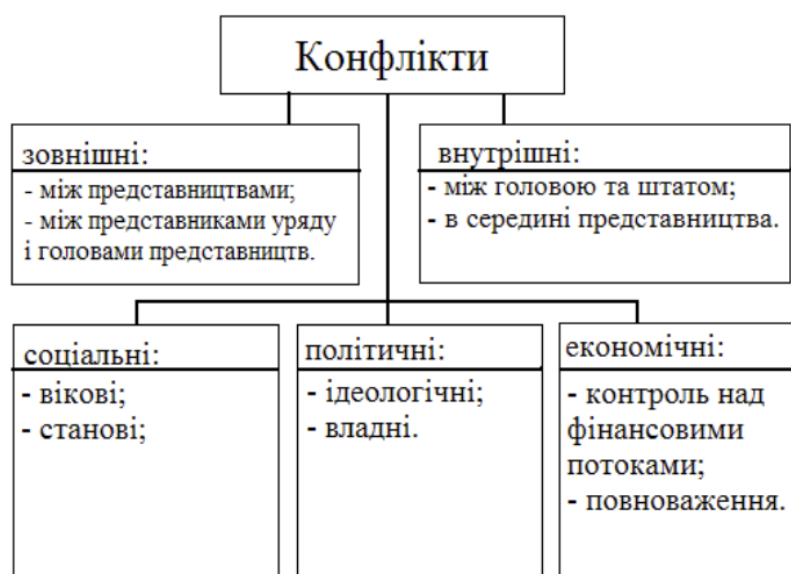 Конфлікти
зовнішні:
- між представництвами;
- між представниками уряду
і головами представництв.
внутрішні:
- між головою та штатом;
- в середині представництва.
соціальні:
- вікові;
- станові;
політичні:
- ідеологічні;
- владні.
економічні:
- контроль над
фінансовими
потоками;
- повноваження.